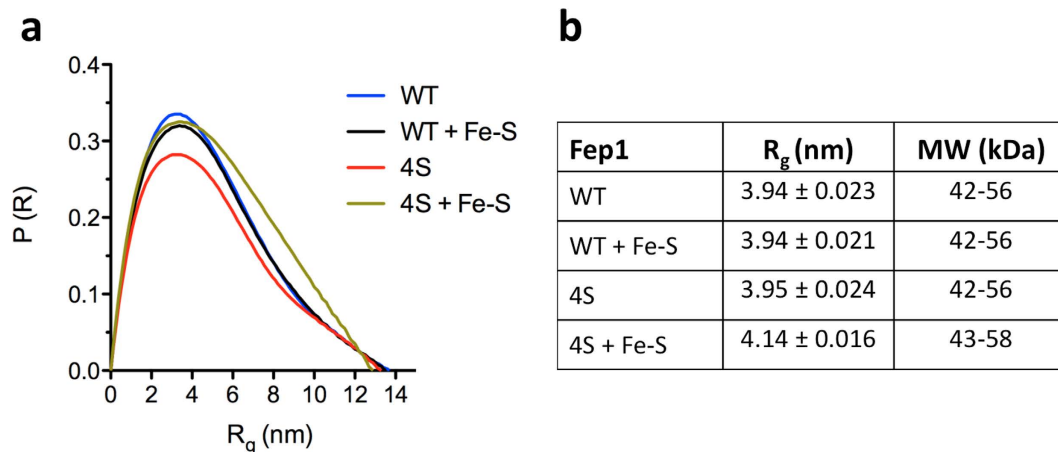 a
0.4
0.3
0.2
0.1
0.0
P (R)
0 2 4 6 8 10 12 14
Rg (nm)
WT
WT + Fe-S
4S
4S + Fe-S
b
Fep1 Rg (nm) MW (kDa)
WT 3.94 ± 0.023 42-56
WT + Fe-S 3.94 ± 0.021 42-56
4S 3.95 ± 0.024 42-56
4S + Fe-S 4.14 ± 0.016 43-58